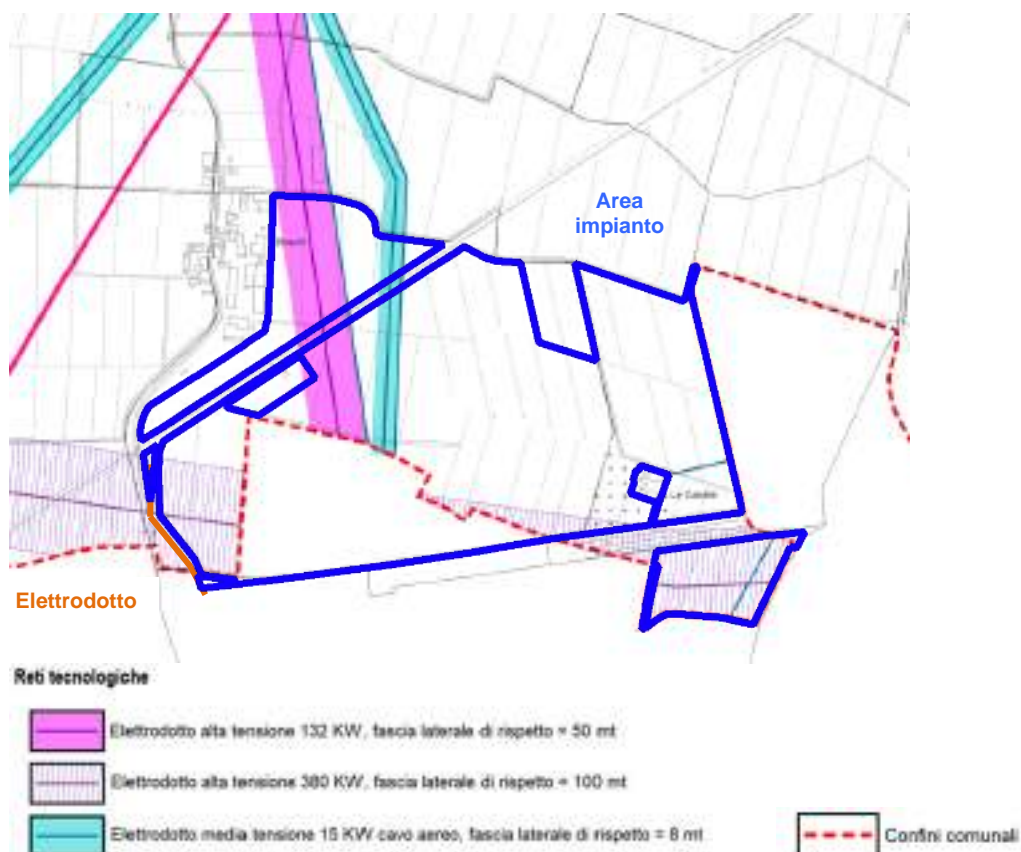 Area
impianto
Elettrodotto
Reti tecnologiche
Elettrodotto alta tensione 132 KW, fascia laterale di rispetto = 50 mt
Elettrodotto alta tensione 380 KW, fascia laterale di rispetto = 100 mt
Elettrodotto media tensione 15 KW cavo aereo, fascia laterale di rispetto = 8 mt
Confini comunali